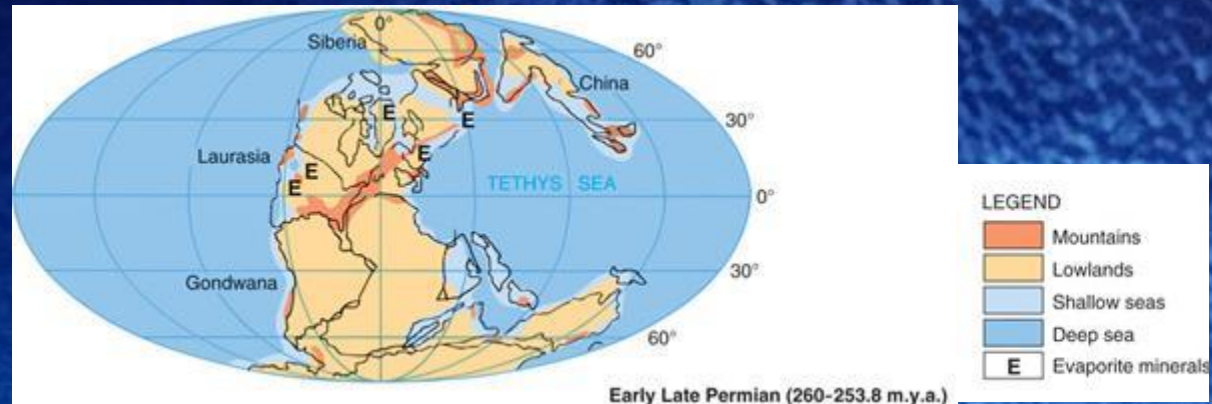 0°
Siberia
60°
China
E
30°
E
E
Laurasia
E
E
TETHYS SEA
0°
30°
Gondwana
60°
Early Late Permian (260-253.8 m.y.a.)
LEGEND
Mountains
Lowlands
Shallow seas
Deep sea
E Evaporite minerals